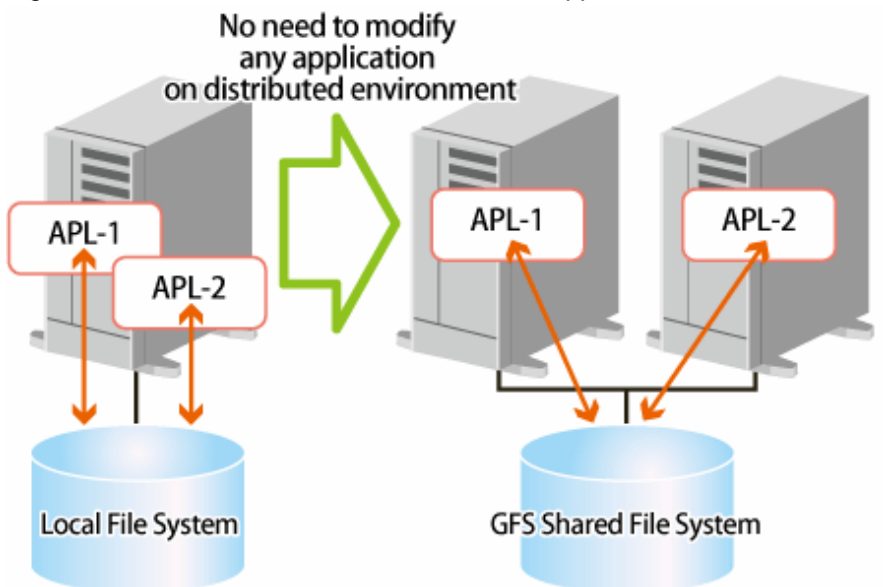 No need to modify
any application
on distributed environment
APL-1
APL-2
APL-1
APL-2
Local File System
GFS Shared File System